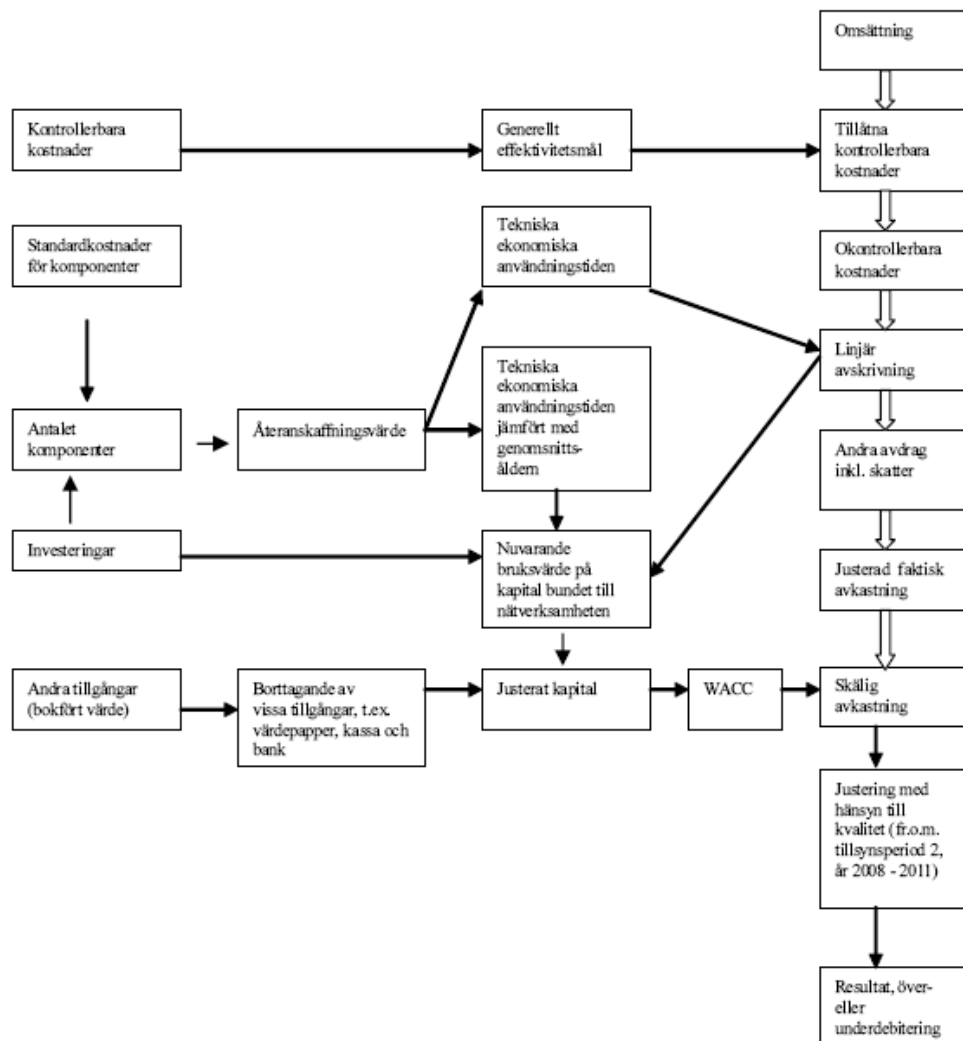 Omsättning
Kontrollerbara
kostnader
Generellt
effektivitetsmål
Tillåtna
kontrollerbara
kostnader
Standardkostnader
för komponenter
Tekniska
ekonomiska
användningstiden
Okontrollerbara
kostnader
Linjär
avskrivning
Tekniska
ekonomiska
användningstiden
jämfört med
genomsnitts-
åldern
Antalet
komponenter
Återanskaffningsvärde
Andra avdrag
inkl. skatter
Investeringar
Nuvarande
bruksvärde på
kapital bundet till
nätverksamheten
Justerad faktisk
avkastning
Andra tillgångar
(bokfört värde)
Borttagande av
vissa tillgångar, t.ex.
värdepapper, kassa och
bank
Justerat kapital
WACC
Skälig
avkastning
Justering med
hänsyn till
kvalitet (fr.o.m.
tillsynsperiod 2,
år 2008 - 2011)
Resultat, över-
eller
underdebitering